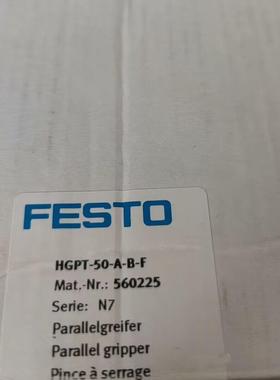 FESTO
HGPT-50-A-B-F
Mat.-Nr.: 560225
Serie: N7
Parallelgreifer
Parallel gripper
Pince à serrage